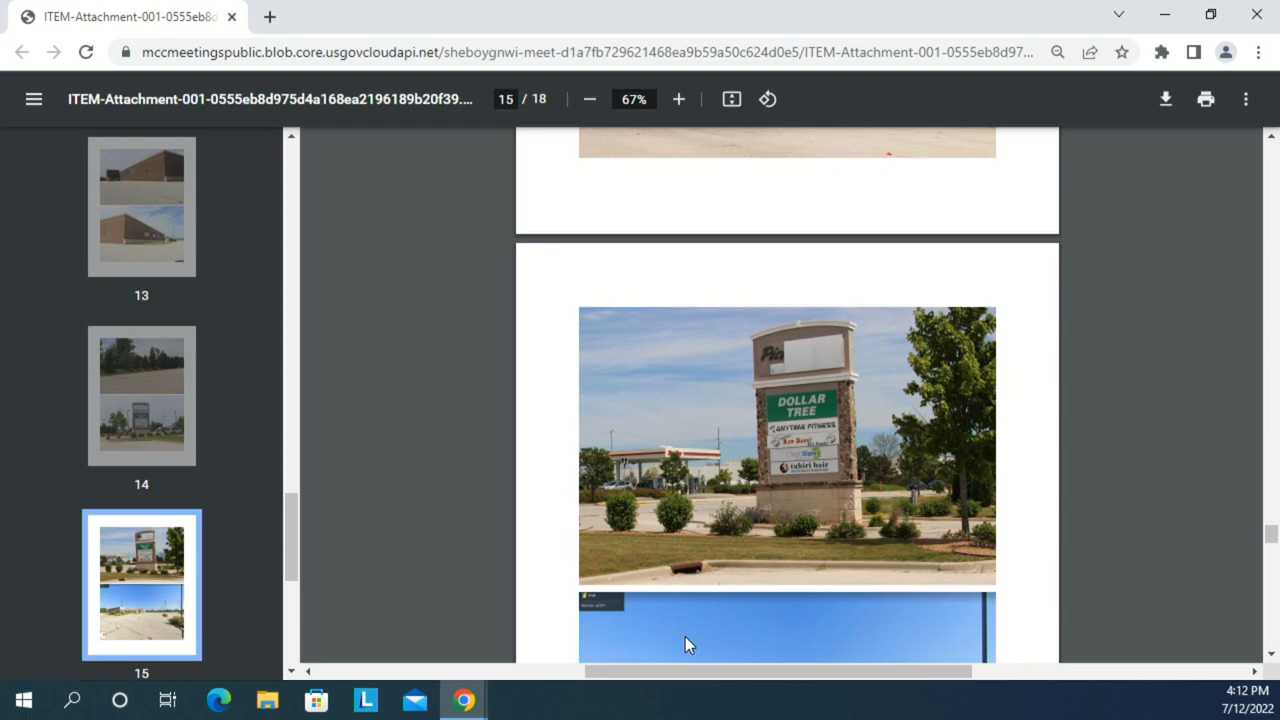 ITEM-Attachment-001-0555eb8d
mccmeetingspublic.blob.core.usgovcloudapi.net/sheboygnwi-meet-d1a7fb729621468ea9b59a50c624d0e5/ITEM-Attachment-001-0555eb8d97...
ITEM-Attachment-001-0555eb8d975d4a168ea2196189b20f39....
15 / 18
67%
13
14
15
DOLLAR
TREE
ANYTIME FITNESS
tahiri hair
4:12 PM
7/12/2022